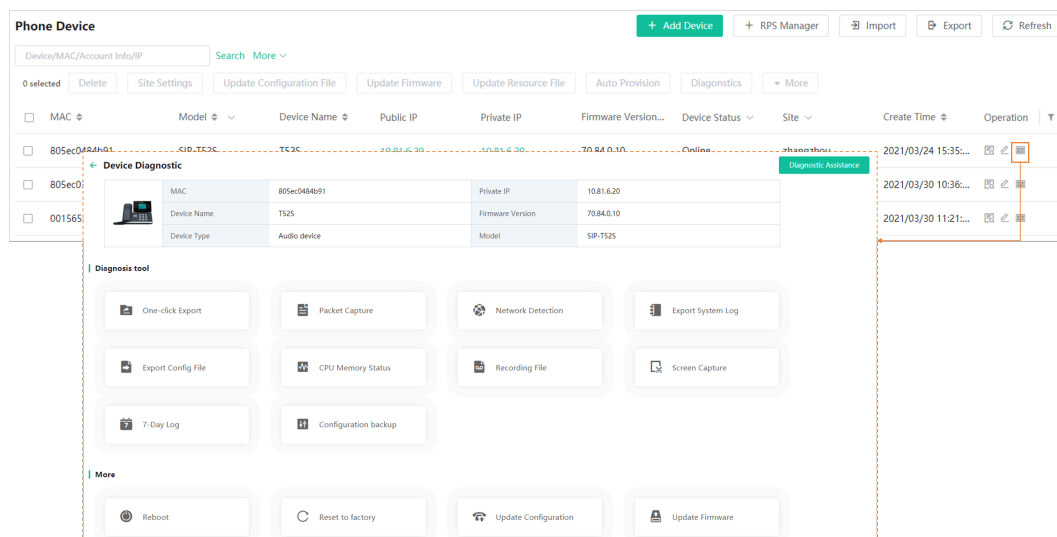 Phone Device
+ Add Device
+ RPS Manager
Import
Export
Refresh
Device/MAC/Account Info/IP
Search More
0 selected Delete Site Settings Update Configuration File Update Firmware Update Resource File Auto Provision Diagonstics More
MAC Model Device Name Public IP Private IP Firmware Version... Device Status Site Create Time Operation
805ec0484b91 SIP-T52S T52S 10.81.6.20 10.81.6.20 70.84.0.10 Online zhangzhou 2021/03/24 15:35:...
805ec0 2021/03/30 10:36:...
001565 2021/03/30 11:21:...
← Device Diagnostic
Diagnostic Assistance
MAC 805ec0484b91 Private IP 10.81.6.20
Device Name T52S Firmware Version 70.84.0.10
Device Type Audio device Model SIP-T52S
Diagnosis tool
One-click Export Packet Capture Network Detection Export System Log
Export Config File CPU Memory Status Recording File Screen Capture
7-Day Log Configuration backup
More
Reboot Reset to factory Update Configuration Update Firmware